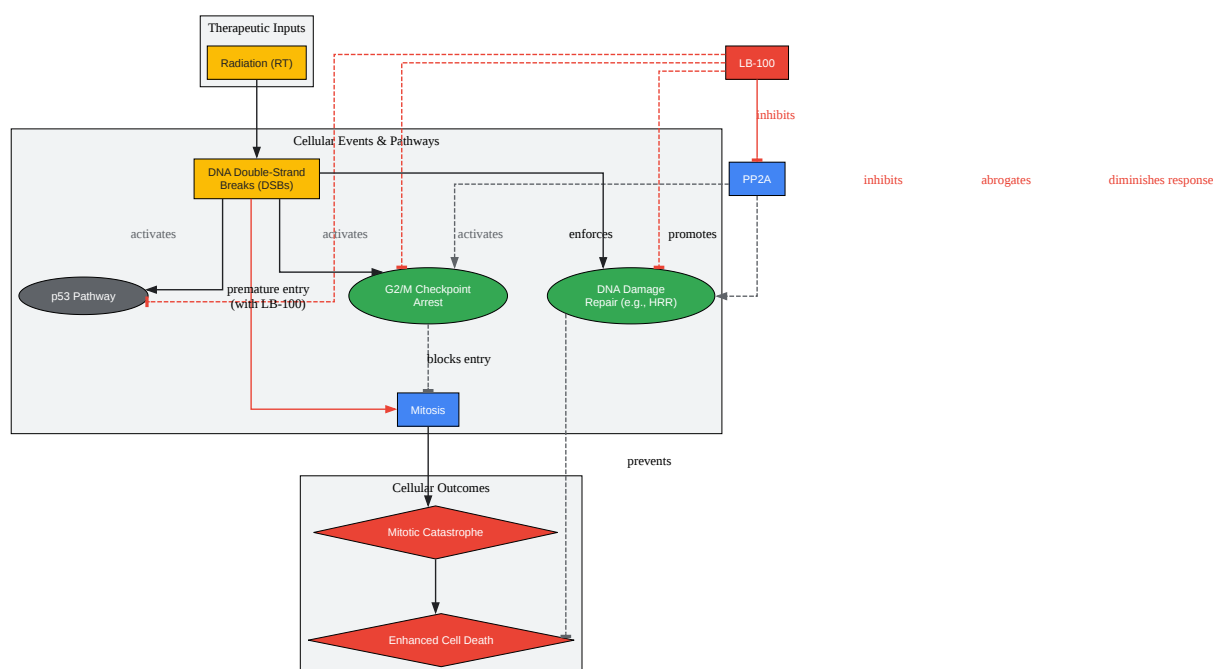 Therapeutic Inputs
Radiation (RT)
LB-100
inhibits
Cellular Events & Pathways
DNA Double-Strand
Breaks (DSBs)
PP2A
inhibits
abrogates
diminishes response
activates
activates
activates
enforces
promotes
p53 Pathway
premature entry
(with LB-100)
G2/M Checkpoint
Arrest
DNA Damage
Repair (e.g., HRR)
blocks entry
Mitosis
prevents
Cellular Outcomes
Mitotic Catastrophe
Enhanced Cell Death